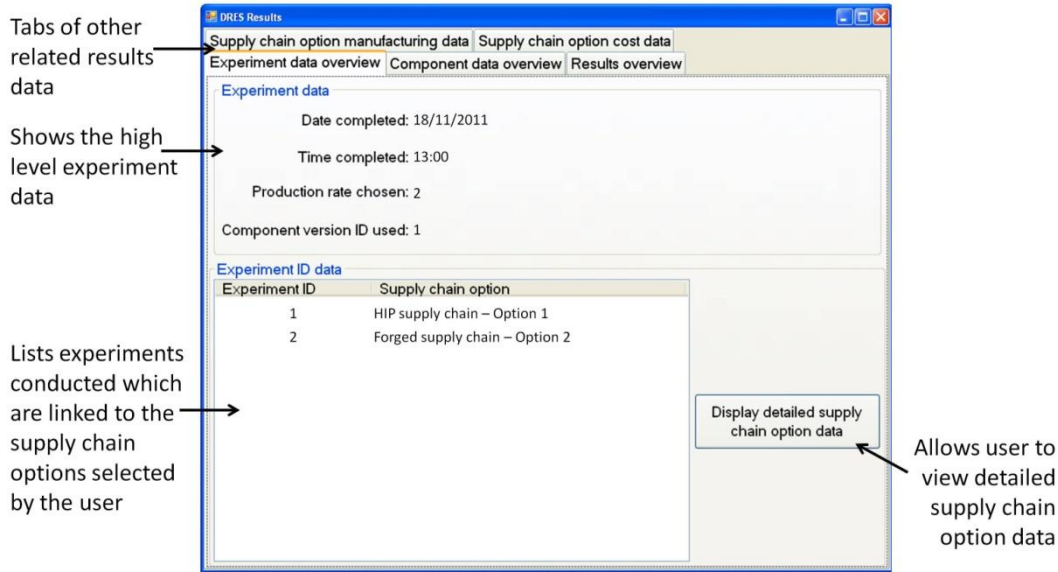 Tabs of other
related results
data
Shows the high
level experiment
data
Lists experiments
conducted which
are linked to the
supply chain
options selected
by the user
DRES Results
Supply chain option manufacturing data Supply chain option cost data
Experiment data overview Component data overview Results overview
Experiment data
Date completed: 18/11/2011
Time completed: 13:00
Production rate chosen: 2
Component version ID used: 1
Experiment ID data
Experiment ID Supply chain option
1 HIP supply chain – Option 1
2 Forged supply chain – Option 2
Display detailed supply
chain option data
Allows user to
view detailed
supply chain
option data